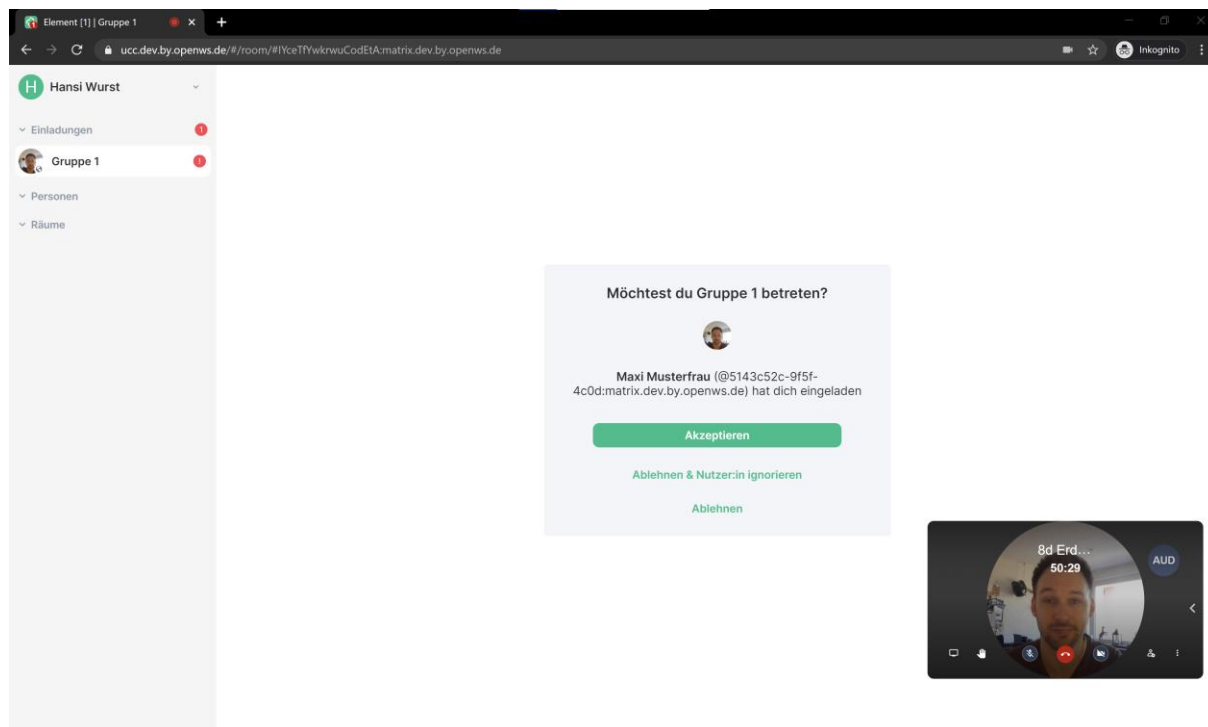 Element [1] | Gruppe 1
ucc.dev.by.openws.de/#/room/#IYceTfYwkrwuCodEtA:matrix.dev.by.openws.de
Inkognito
H Hansi Wurst
Einladungen 1
Gruppe 1 !
Personen
Räume
Möchtest du Gruppe 1 betreten?
Maxi Musterfrau (@5143c52c-9f5f-
4c0d:matrix.dev.by.openws.de) hat dich eingeladen
Akzeptieren
Ablehnen & Nutzer:in ignorieren
Ablehnen
8d Erd...
50:29
AUD